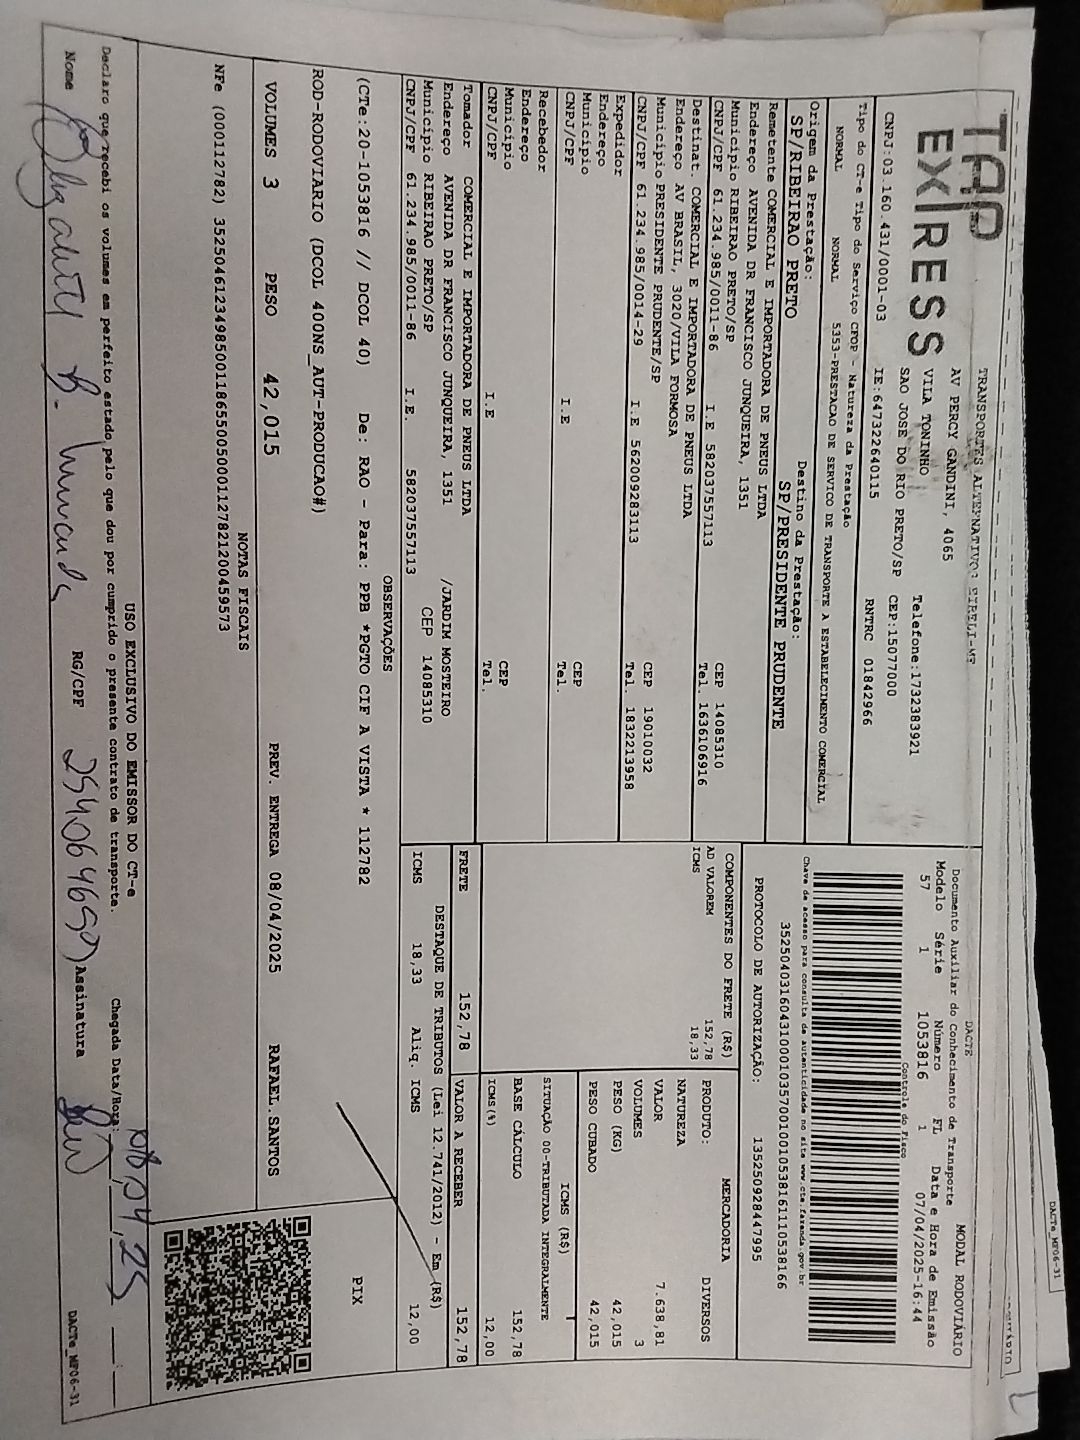 TAP
EX/RESS
TRANSPORTES ALTERNATIVOS EIRELI-MT
AV PERCY GANDINI, 4065
VILA TONINHO
SAO JOSE DO RIO PRETO/SP
Telefone:1732383921
CEP:15077000
CNPJ:03.160.431/0001-03 IE:647322640115 RNTRC 01842966
Tipo do CT-e Tipo do Serviço CFOP - Natureza da Prestação
NORMAL NORMAL 5353-PRESTACAO DE SERVICO DE TRANSPORTE A ESTABELECIMENTO COMERCIAL
Origem da Prestação: Destino da Prestação:
SP/RIBEIRAO PRETO SP/PRESIDENTE PRUDENTE
Remetente COMERCIAL E IMPORTADORA DE PNEUS LTDA
Endereço AVENIDA DR FRANCISCO JUNQUEIRA, 1351
Município RIBEIRAO PRETO/SP CEP 14085310
CNPJ/CPF 61.234.985/0011-86 I.E 582037557113 Tel. 1636106916
Destinat. COMERCIAL E IMPORTADORA DE PNEUS LTDA
Endereço AV BRASIL, 3020/VILA FORMOSA
Município PRESIDENTE PRUDENTE/SP CEP 19010032
CNPJ/CPF 61.234.985/0014-29 I.E 562009283113 Tel. 1832213958
Expedidor
Endereço
Município CEP
CNPJ/CPF I.E Tel.
Recebedor
Endereço
Município CEP
CNPJ/CPF I.E Tel.
Tomador COMERCIAL E IMPORTADORA DE PNEUS LTDA
Endereço AVENIDA DR FRANCISCO JUNQUEIRA, 1351 /JARDIM MOSTEIRO
Município RIBEIRAO PRETO/SP CEP 14085310
CNPJ/CPF 61.234.985/0011-86 I.E. 582037557113
DACTE MODAL RODOVIÁRIO
Documento Auxiliar do Conhecimento de Transporte
Modelo Série Número FL Data e Hora de Emissão
57 1 1053816 1 07/04/2025-16:44
Controle do Fisco
Chave de acesso para consulta de autenticidade no site www.cte.fazenda.gov.br
35250403160431000103570010010538161110538166
PROTOCOLO DE AUTORIZAÇÃO: 135250928447595
COMPONENTES DO FRETE (R$)
AD VALOREM 152,78
ICMS 18,33
MERCADORIA
PRODUTO: DIVERSOS
NATUREZA
VALOR 7.638,81
VOLUMES 3
PESO (KG) 42,015
PESO CUBADO 42,015
ICMS (R$)
SITUAÇÃO 00-TRIBUTADA INTEGRALMENTE
BASE CÁLCULO 152,78
ICMS(%) 12,00
FRETE 152,78 VALOR A RECEBER 152,78
DESTAQUE DE TRIBUTOS (Lei 12.741/2012) - Em (R$)
ICMS 18,33 Aliq. ICMS 12,00
OBSERVAÇÕES
(CTe:20-1053816 // DCOL 40) De: RAO - Para: PPB *PGTO CIF A VISTA * 112782
ROD-RODOVIARIO (DCOL 400NS_AUT-PRODUCAO#)
PIX
VOLUMES 3 PESO 42,015 PREV. ENTREGA 08/04/2025 RAFAEL.SANTOS
NOTAS FISCAIS
NFe (000112782) 35250461234985001186550050001127821200459573
USO EXCLUSIVO DO EMISSOR DO CT-e
Declaro que recebi os volumes em perfeito estado pelo que dou por cumprido o presente contrato de transporte. Chegada Data/Hora: 08,04,25
Nome RG/CPF Assinatura
DACTe_MF06-31
DACTe_MF06-31